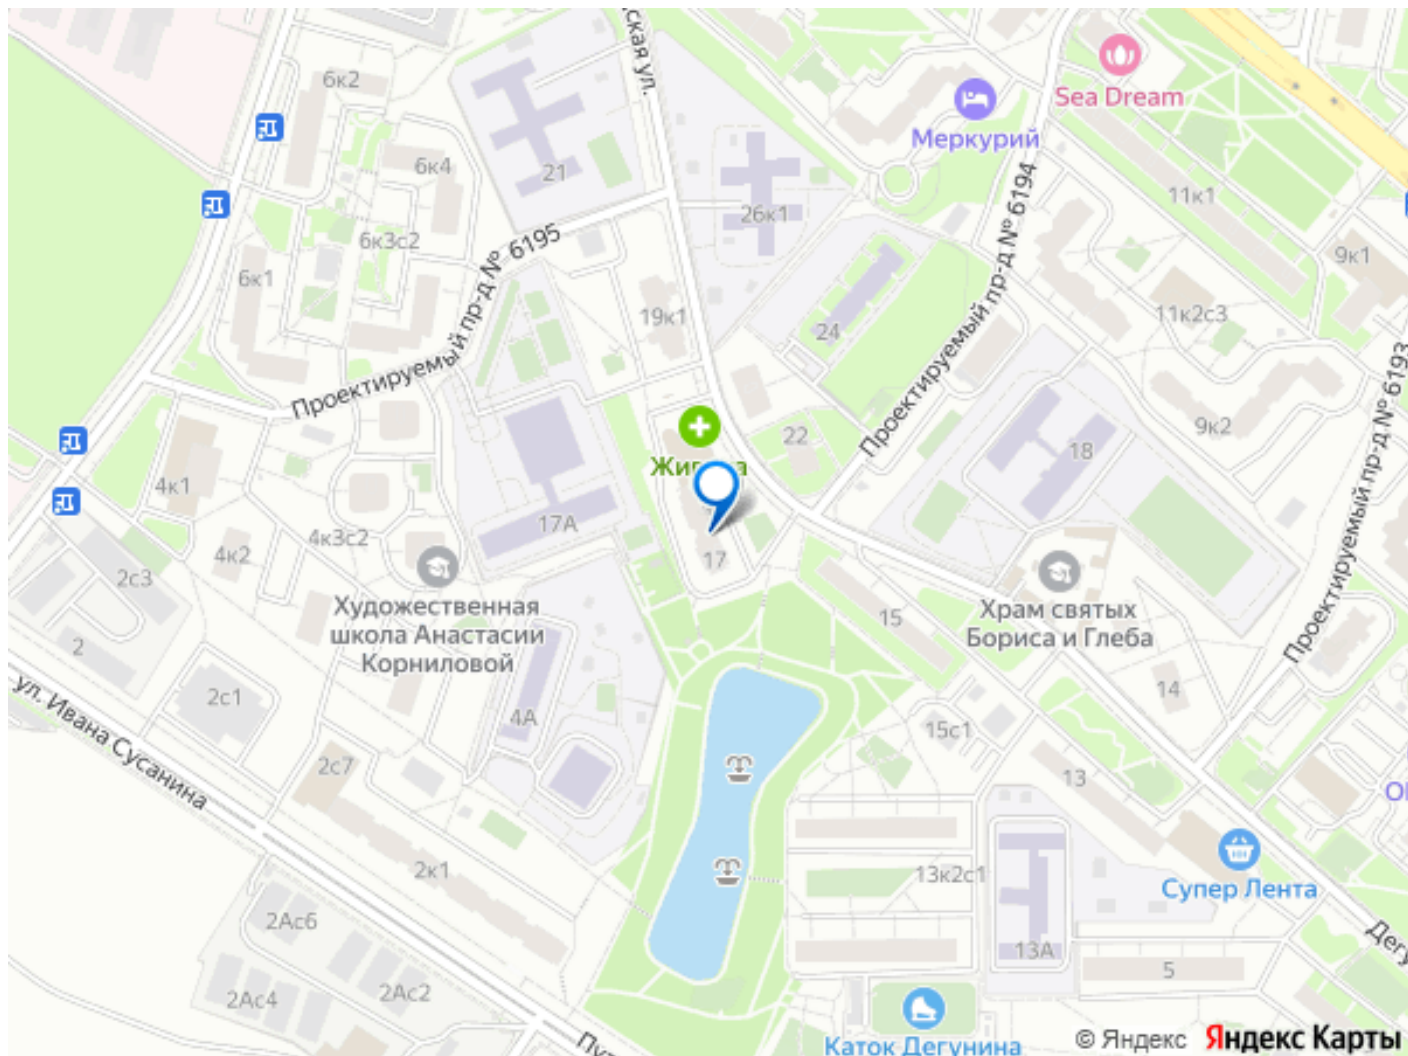 6к2
ская ул.
Sea Dream
Меркурий
6к4
21
26к1
11к1
Проектируемый пр-д № 6194
6к3с2
Проектируемый пр-д № 6195
6к1
9к1
19к1
24
11к2с3
Проектируемый пр-д № 6193
22
9к2
18
4к1
17А
4к3с2
4к2
17
2с3
Художественная
школа Анастасии
Корниловой
15
Храм святых
Бориса и Глеба
2
14
2с1
4А
15с1
ул. Ивана Сусанина
2с7
13
2к1
13к2с1
Супер Лента
2Ас6
13А
Дегу
5
2Ас4
2Ас2
Каток Дегунина
© Яндекс Яндекс Карты